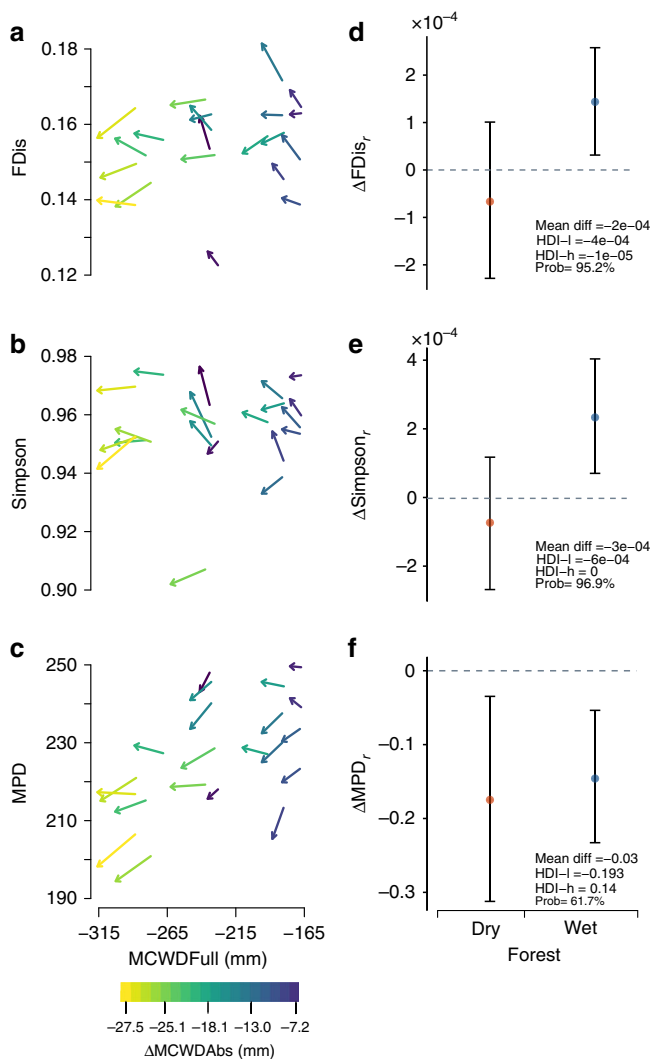 a
0.18
0.16
0.14
0.12
FDis
d
×10⁻⁴
2
1
0
−1
−2
ΔFDisᵣ
Mean diff =−2e−04
HDI−l =−4e−04
HDI−h =−1e−05
Prob= 95.2%
b
0.98
0.96
0.94
0.92
0.90
Simpson
e
×10⁻⁴
4
2
0
−2
ΔSimpsonᵣ
Mean diff =−3e−04
HDI−l =−6e−04
HDI−h = 0
Prob= 96.9%
c
250
230
210
190
MPD
−315 −265 −215 −165
MCWDFull (mm)
f
0
−0.1
−0.2
−0.3
ΔMPDᵣ
Mean diff =−0.03
HDI−l =−0.193
HDI−h = 0.14
Prob= 61.7%
Dry Wet
Forest
−27.5 −25.1 −18.1 −13.0 −7.2
ΔMCWDAbs (mm)